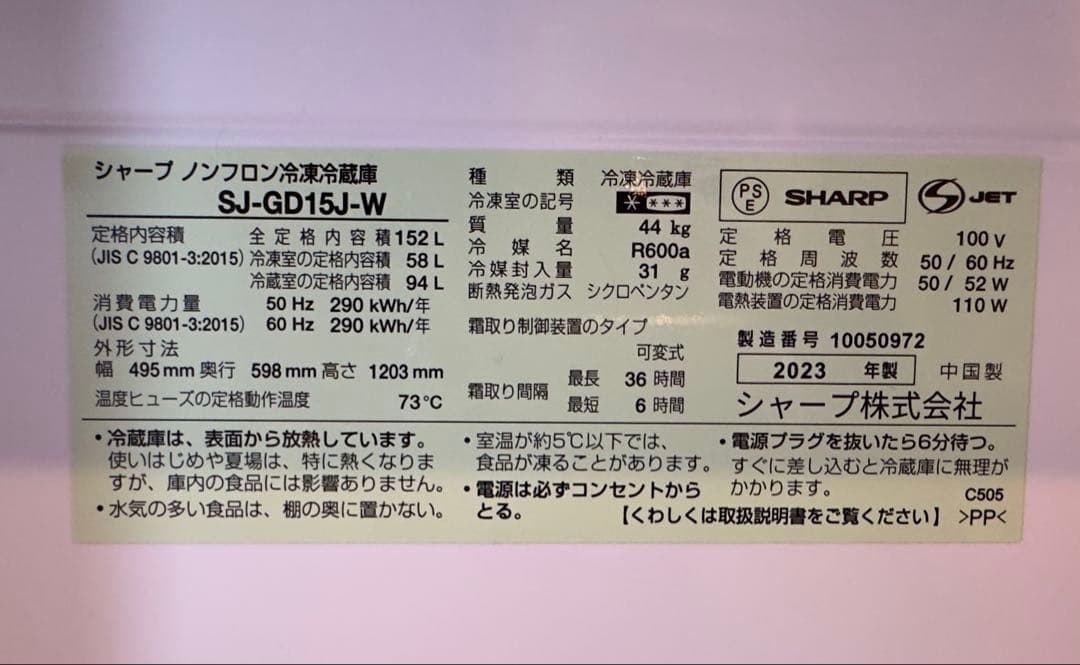 シャープ ノンフロン冷凍冷蔵庫
SJ-GD15J-W
定格内容積 全定格内容積 152 L
(JIS C 9801-3:2015) 冷凍室の定格内容積 58 L
冷蔵室の定格内容積 94 L
消費電力量 50 Hz 290 kWh/年
(JIS C 9801-3:2015) 60 Hz 290 kWh/年
外形寸法
幅 495 mm 奥行 598 mm 高さ 1203 mm
温度ヒューズの定格動作温度 73℃
種類 冷凍冷蔵庫
冷凍室の記号 * ***
質量 44 kg
冷媒名 R600a
冷媒封入量 31 g
断熱発泡ガス シクロペンタン
霜取り制御装置のタイプ
可変式
霜取り間隔 最長 36 時間
最短 6 時間
PSE SHARP JET
定格電圧 100 V
定格周波数 50 / 60 Hz
電動機の定格消費電力 50 / 52 W
電熱装置の定格消費電力 110 W
製造番号 10050972
2023 年製 中国製
シャープ株式会社
・冷蔵庫は、表面から放熱しています。
使いはじめや夏場は、特に熱くなりま
すが、庫内の食品には影響ありません。
・水気の多い食品は、棚の奥に置かない。
・室温が約5℃以下では、
食品が凍ることがあります。
・電源は必ずコンセントから
とる。
・電源プラグを抜いたら6分待つ。
すぐに差し込むと冷蔵庫に無理が
かかります。
C505
【くわしくは取扱説明書をご覧ください】 >PP<